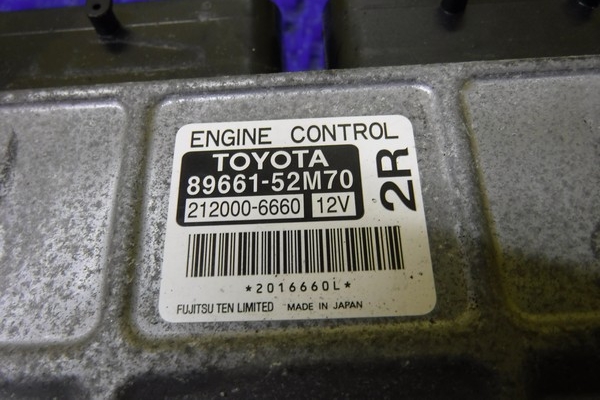 ENGINE CONTROL
TOYOTA
89661-52M70
212000-6660 12V
2R
*2016660L*
FUJITSU TEN LIMITED MADE IN JAPAN